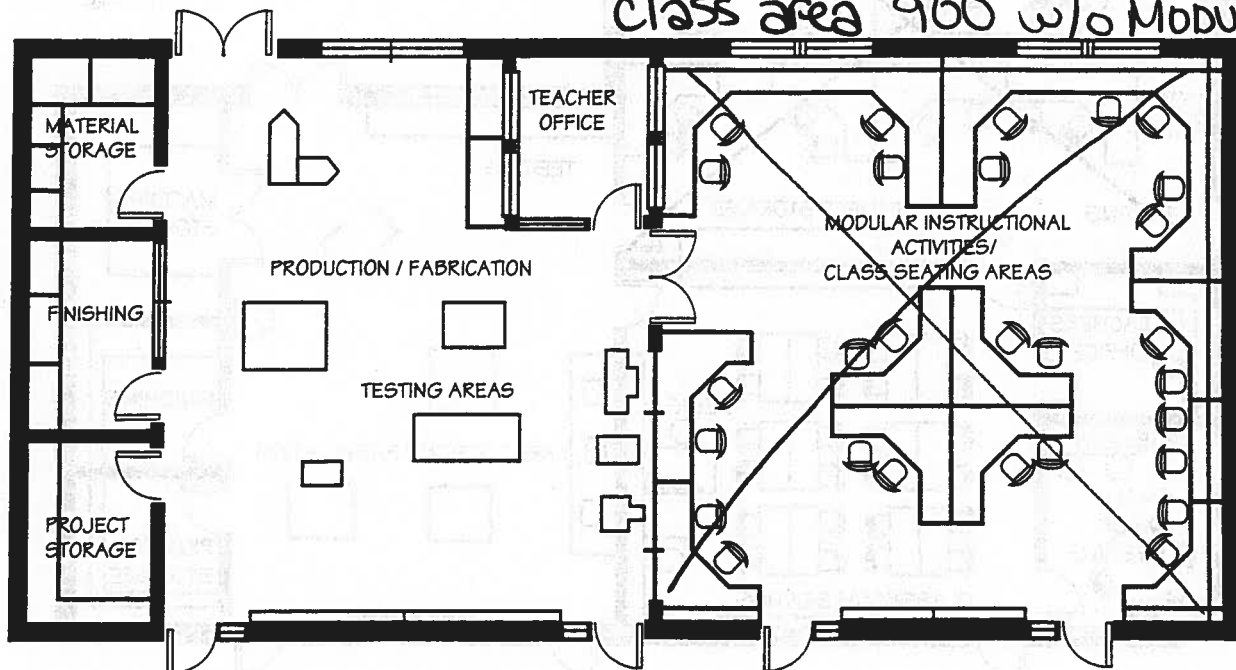 Class area 900 w/o MODU
TEACHER
OFFICE
MATERIAL
STORAGE
MODULAR INSTRUCTIONAL
ACTIVITIES/
CLASS SEATING AREAS
PRODUCTION / FABRICATION
FINISHING
TESTING AREAS
PROJECT
STORAGE